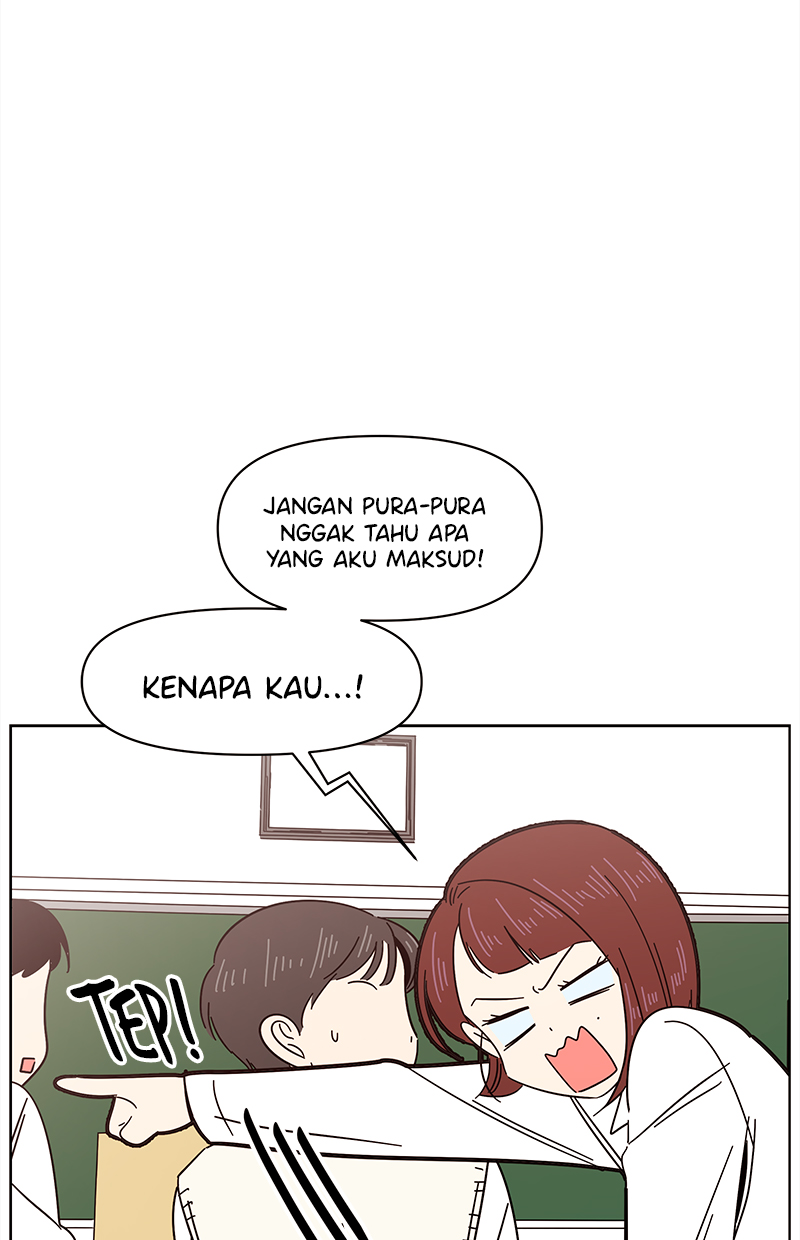 JANGAN PURA-PURA
NGGAK TAHU APA
YANG AKU MAKSUD!
KENAPA KAU...!
TEP!